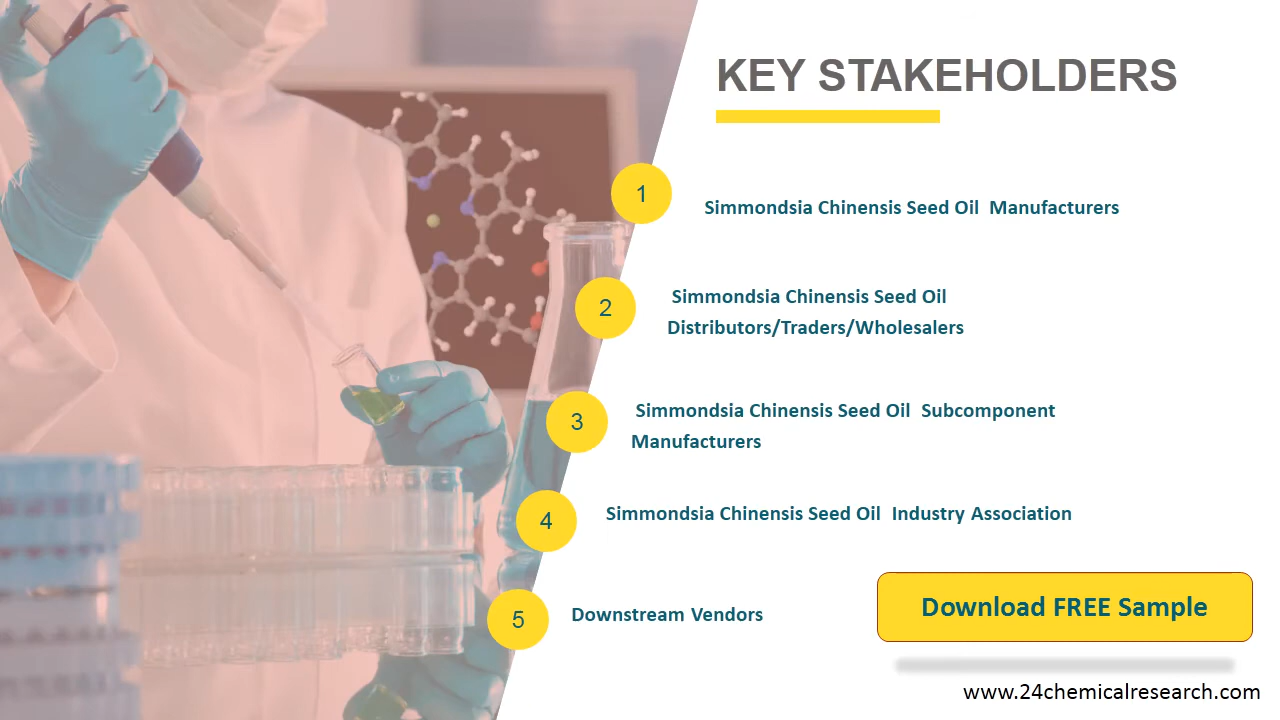 KEY STAKEHOLDERS
1
Simmondsia Chinensis Seed Oil  Manufacturers
2
Simmondsia Chinensis Seed Oil
Distributors/Traders/Wholesalers
3
Simmondsia Chinensis Seed Oil  Subcomponent
Manufacturers
4
Simmondsia Chinensis Seed Oil  Industry Association
5
Downstream Vendors
Download FREE Sample
www.24chemicalresearch.com